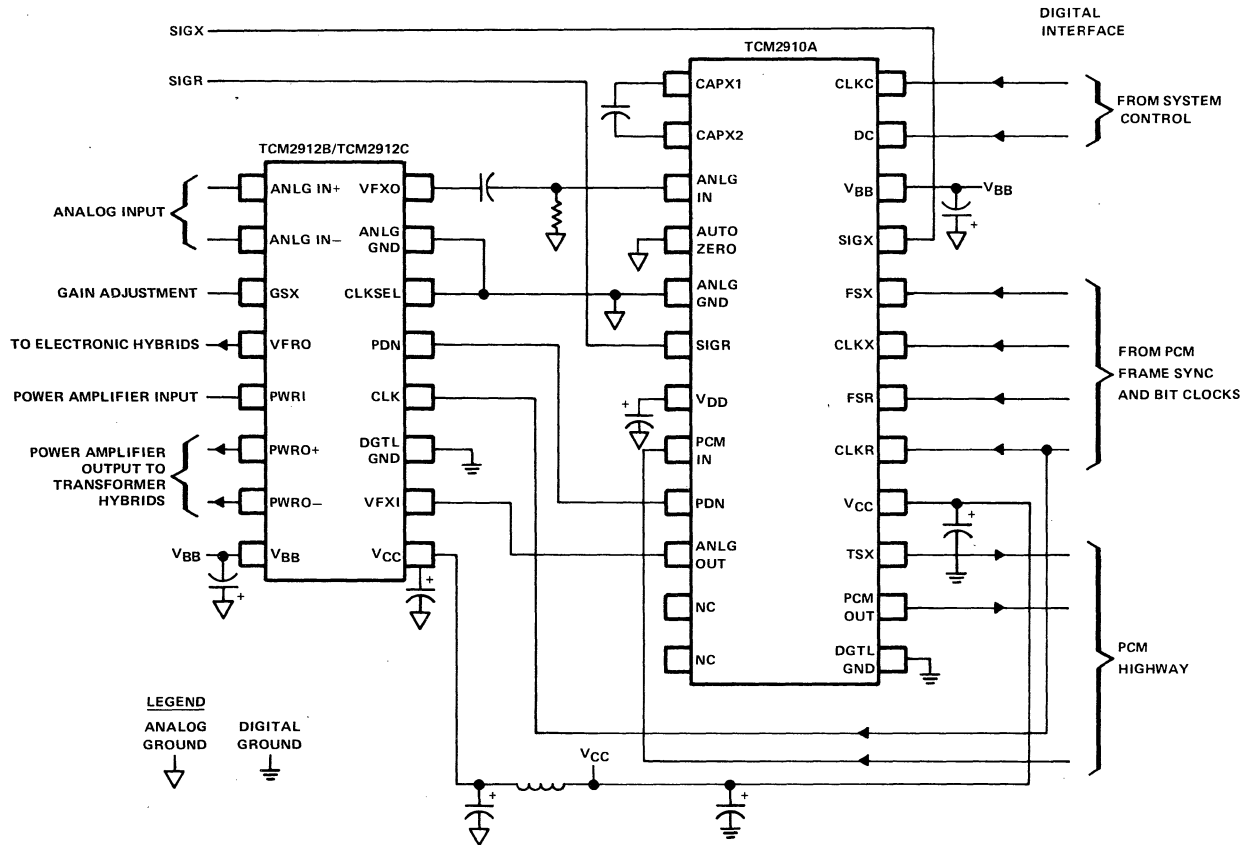 DIGITAL
INTERFACE
SIGX
SIGR
TCM2910A
CAPX1
CAPX2
ANLG
IN
AUTO
ZERO
ANLG
GND
SIGR
VDD
PCM
IN
PDN
ANLG
OUT
NC
NC
CLKC
DC
VBB
SIGX
FSX
CLKX
FSR
CLKR
VCC
TSX
PCM
OUT
DGTL
GND
FROM SYSTEM
CONTROL
VBB
+
FROM PCM
FRAME SYNC
AND BIT CLOCKS
+
+
PCM
HIGHWAY
TCM2912B/TCM2912C
ANALOG INPUT
GAIN ADJUSTMENT
TO ELECTRONIC HYBRIDS
POWER AMPLIFIER INPUT
POWER AMPLIFIER
OUTPUT TO
TRANSFORMER
HYBRIDS
VBB
+
ANLG IN+
ANLG IN−
GSX
VFRO
PWRI
PWRO+
PWRO−
VBB
VFXO
ANLG
GND
CLKSEL
PDN
CLK
DGTL
GND
VFXI
VCC
+
LEGEND
ANALOG
GROUND
DIGITAL
GROUND
VCC
+
+